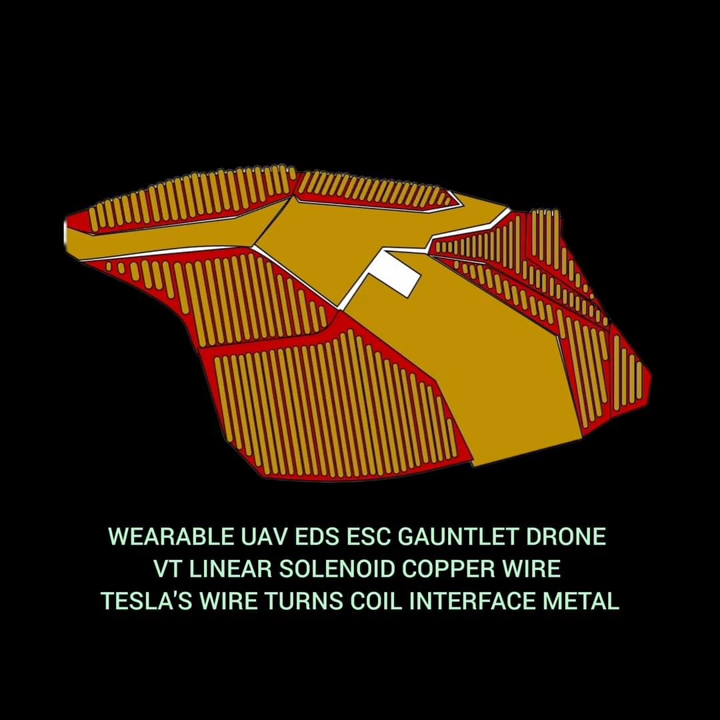 WEARABLE UAV EDS ESC GAUNTLET DRONE
VT LINEAR SOLENOID COPPER WIRE
TESLA'S WIRE TURNS COIL INTERFACE METAL